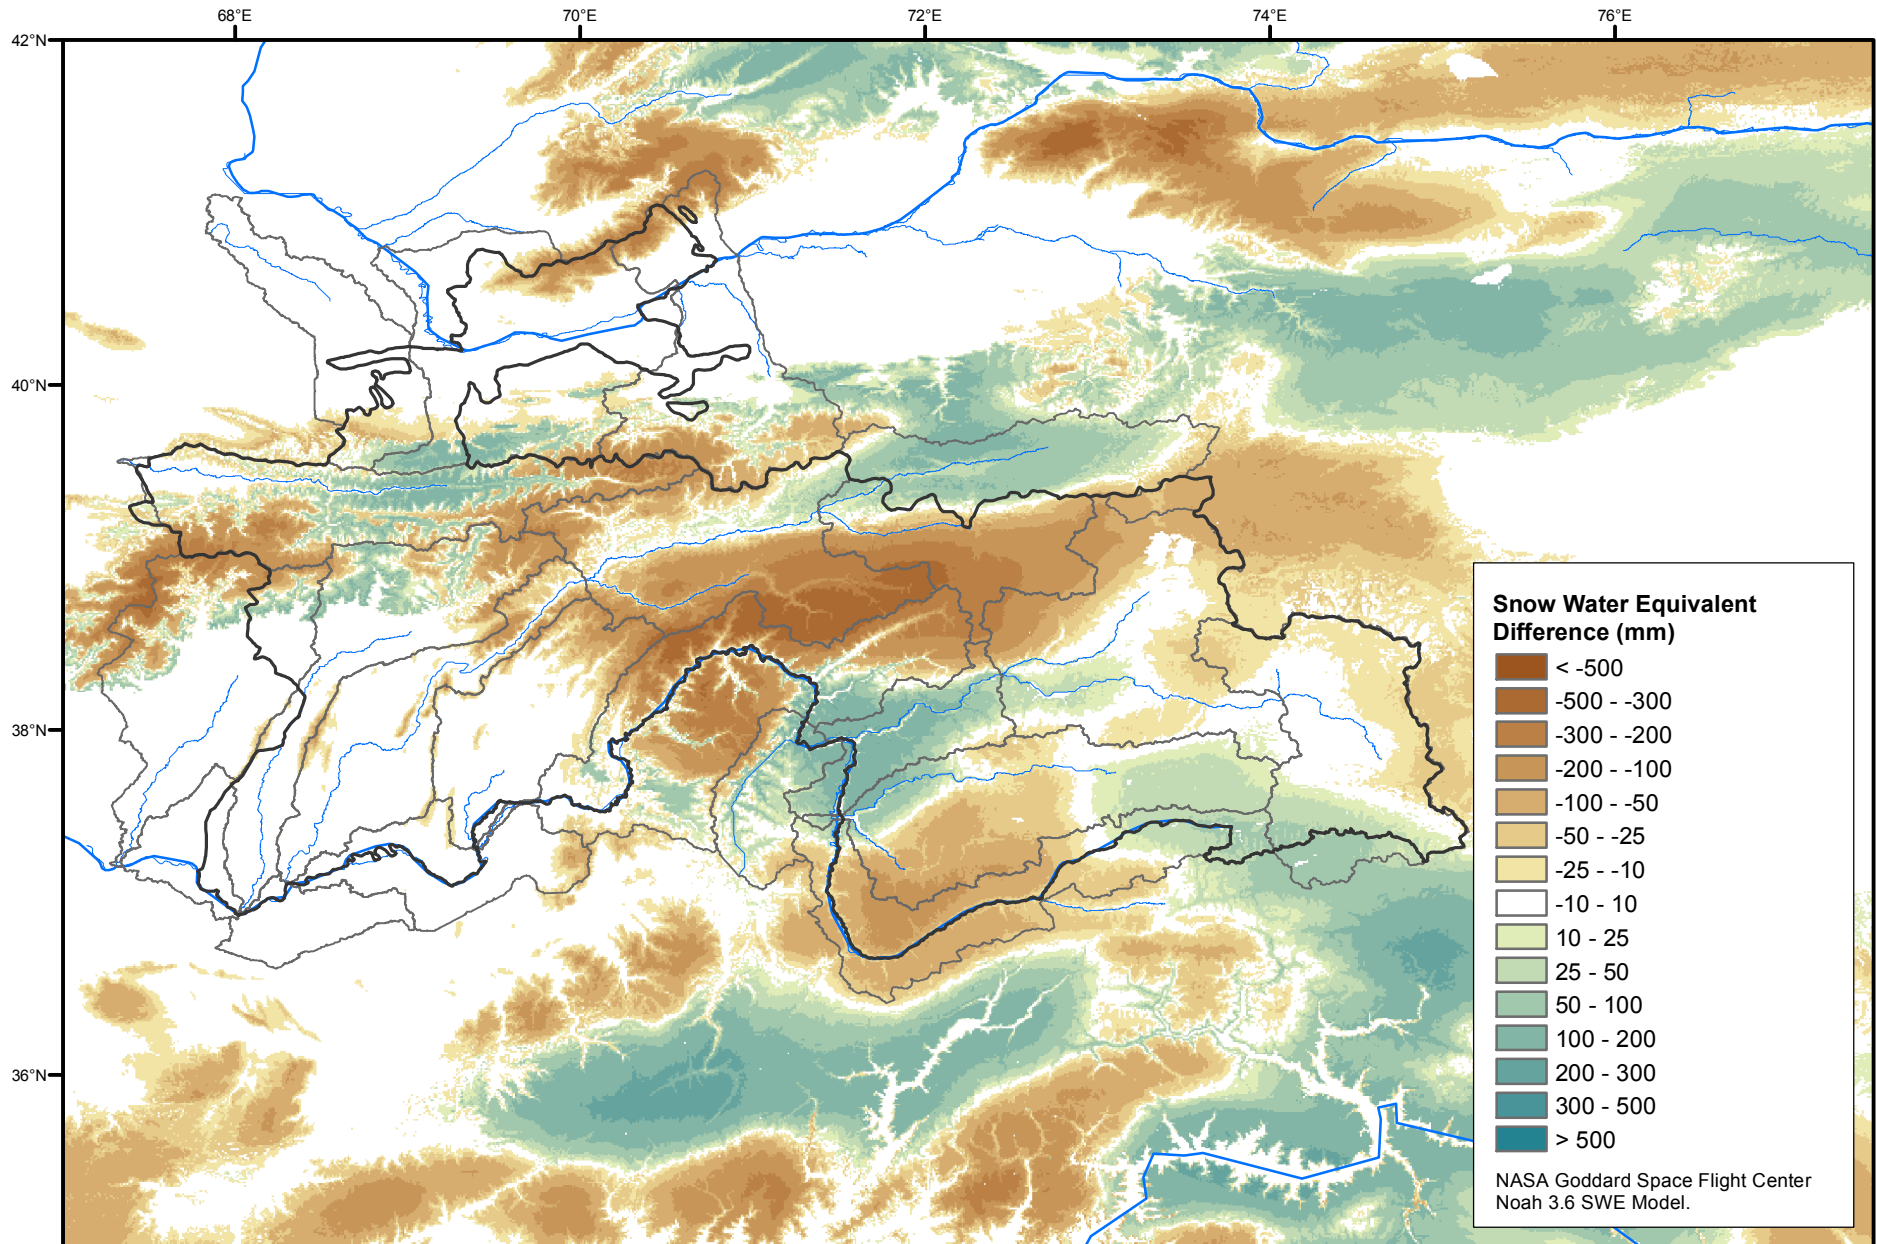 68°E
70°E
72°E
74°E
76°E
42°N
40°N
38°N
36°N
Snow Water Equivalent
Difference (mm)
< -500
-500 - -300
-300 - -200
-200 - -100
-100 - -50
-50 - -25
-25 - -10
-10 - 10
10 - 25
25 - 50
50 - 100
100 - 200
200 - 300
300 - 500
> 500
NASA Goddard Space Flight Center
Noah 3.6 SWE Model.